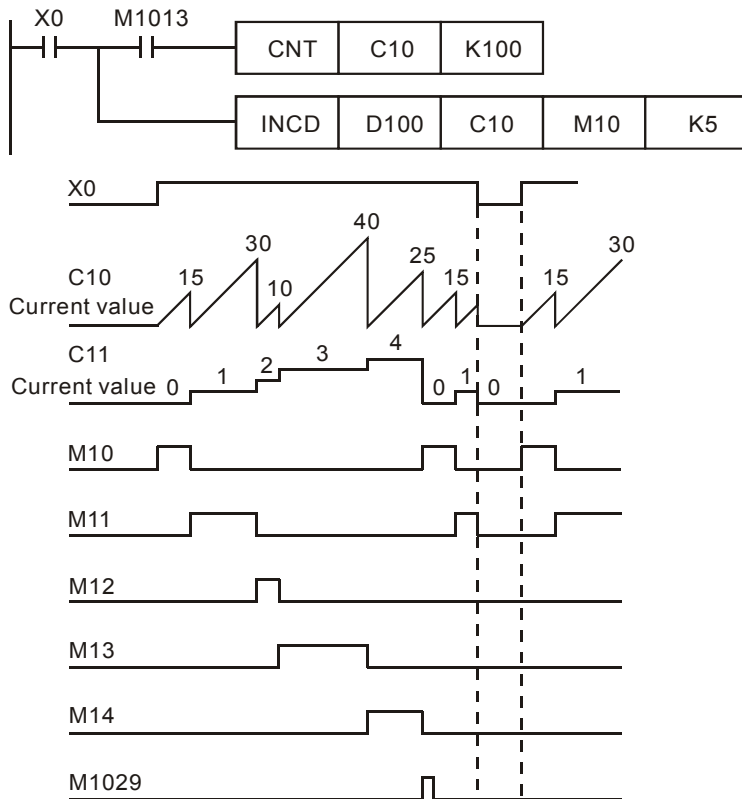 X0 M1013
CNT C10 K100
INCD D100 C10 M10 K5
X0
40
30 30
25
C10 15 10 15 15
Current value
C11
Current value 0 1 2 3 4 0 1 0 1
M10
M11
M12
M13
M14
M1029